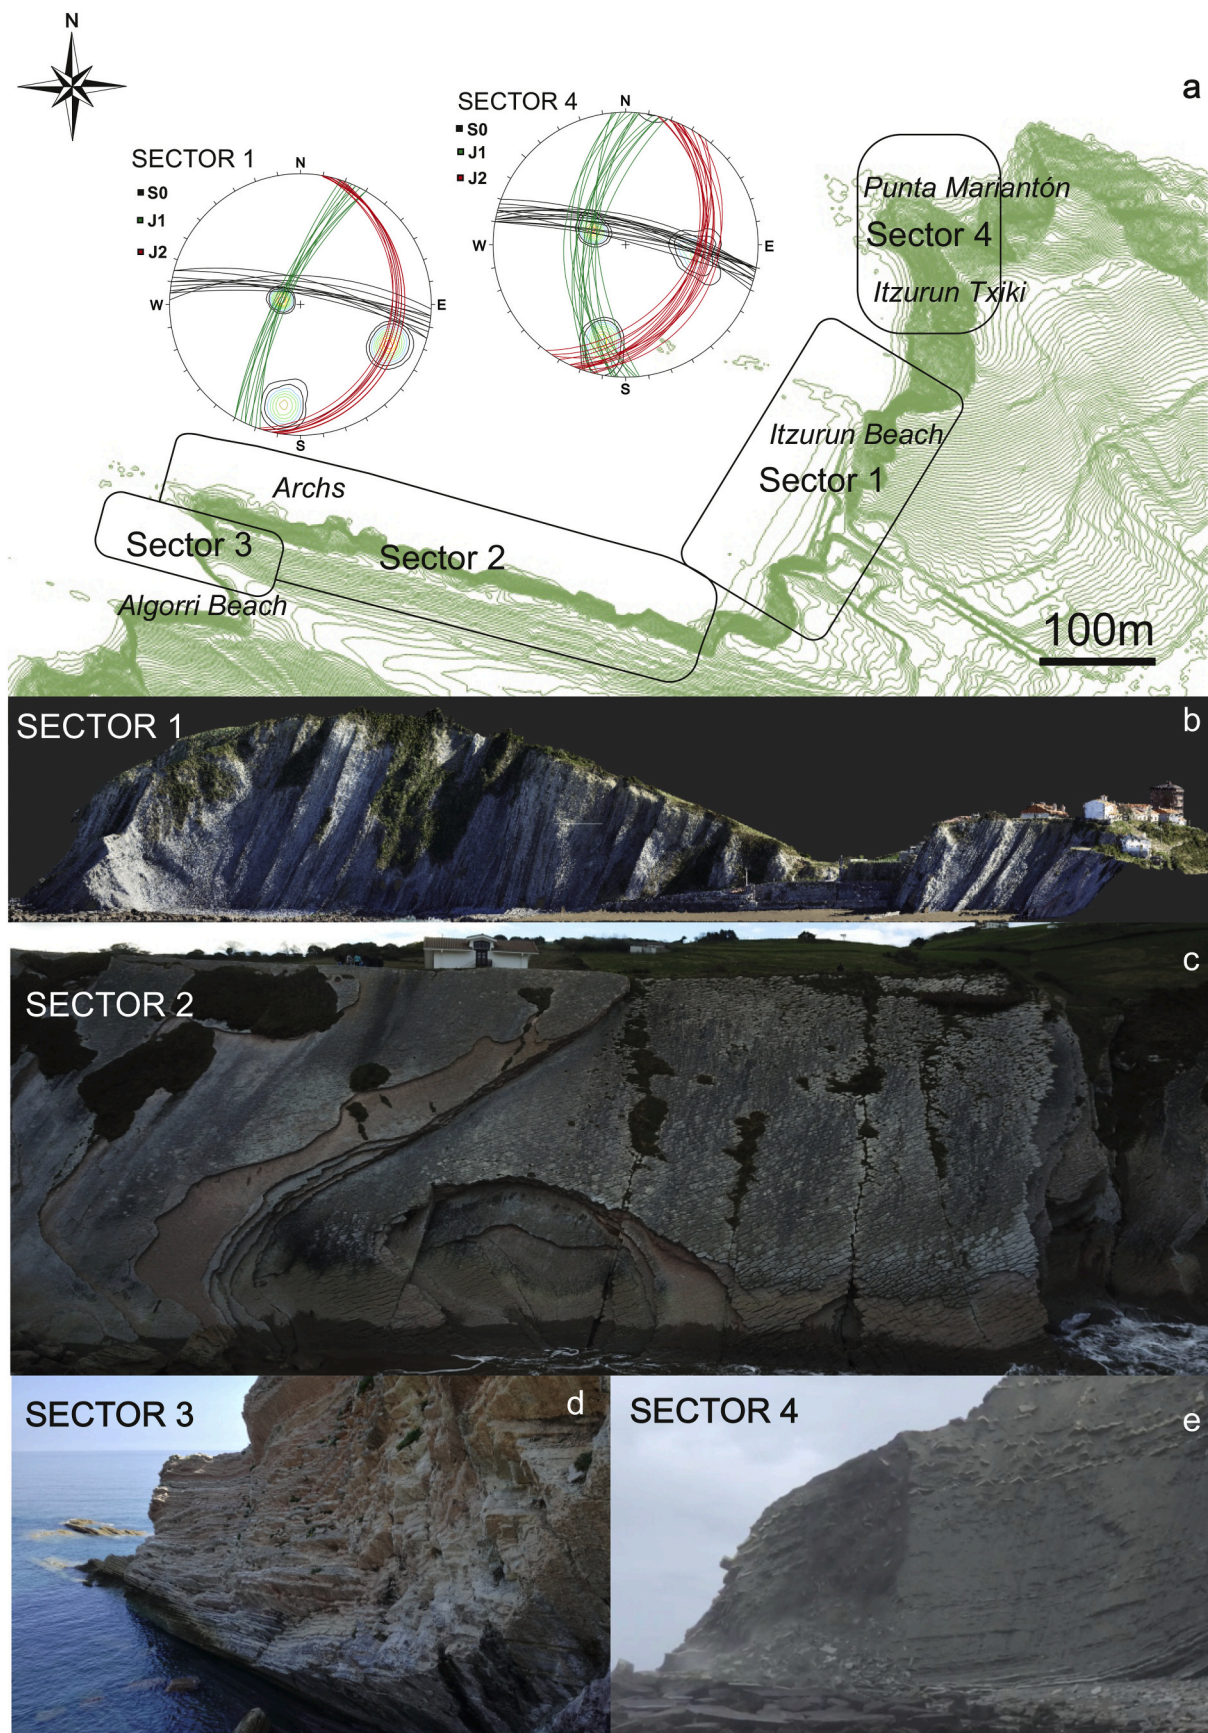 N
a
SECTOR 4
S0
J1
J2
N
W
E
S
SECTOR 1
S0
J1
J2
N
W
E
S
Punta Mariantón
Sector 4
Itzurun Txiki
Itzurun Beach
Sector 1
Archs
Sector 3
Sector 2
Algorri Beach
100m
SECTOR 1
b
SECTOR 2
c
SECTOR 3
d
SECTOR 4
e